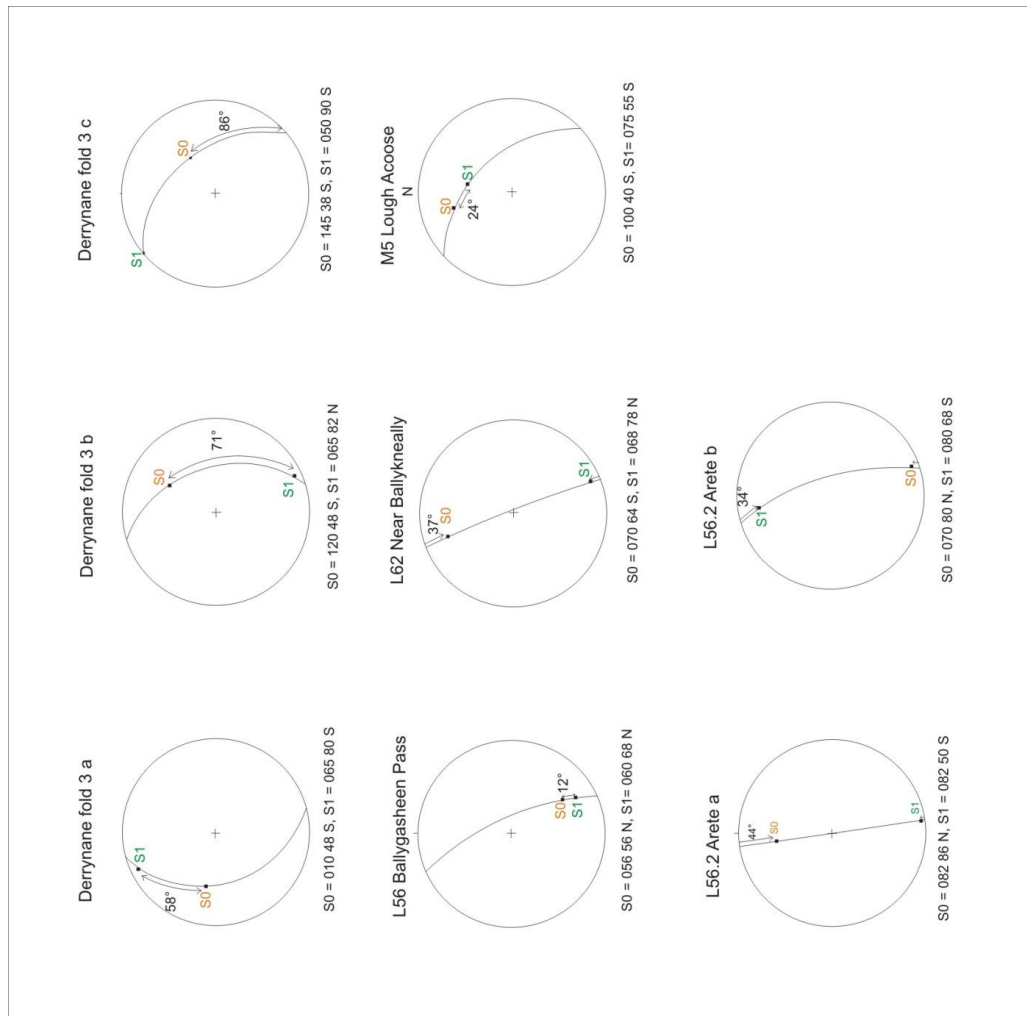 Derrynane fold 3 a
S1
58°
S0
S0 = 010 48 S, S1 = 065 80 S
Derrynane fold 3 b
S0
71°
S1
S0 = 120 48 S, S1 = 065 82 N
Derrynane fold 3 c
S1
S0
86°
S0 = 145 38 S, S1 = 050 90 S
L56 Ballygasheen Pass
S0
12°
S1
S0 = 056 56 N, S1= 060 68 N
L62 Near Ballykneally
37°
S0
S1
S0 = 070 64 S, S1 = 068 78 N
M5 Lough Acoose
N
S0
24°
S1
S0 = 100 40 S, S1= 075 55 S
L56.2 Arete a
44°
S0
S1
S0 = 082 86 N, S1 = 082 50 S
L56.2 Arete b
34°
S1
S0
S0 = 070 80 N, S1 = 080 68 S